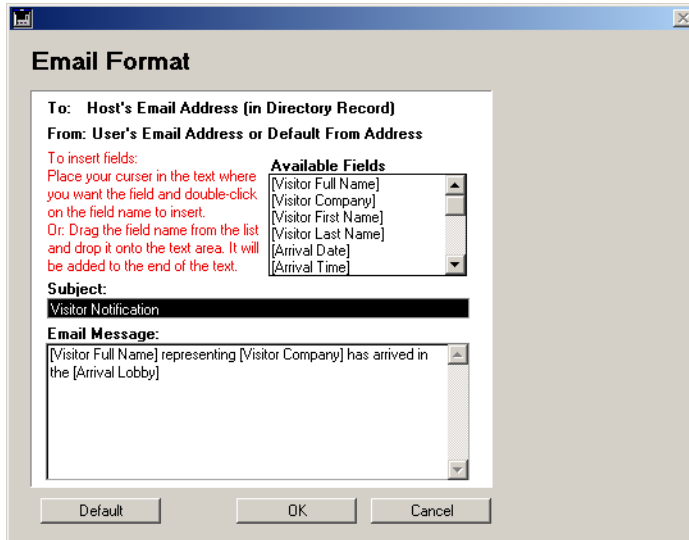 Email Format
To: Host's Email Address (in Directory Record)
From: User's Email Address or Default From Address
To insert fields:
Place your curser in the text where
you want the field and double-click
on the field name to insert.
Or: Drag the field name from the list
and drop it onto the text area. It will
be added to the end of the text.
Available Fields
[Visitor Full Name]
[Visitor Company]
[Visitor First Name]
[Visitor Last Name]
[Arrival Date]
[Arrival Time]
Subject:
Visitor Notification
Email Message:
[Visitor Full Name] representing [Visitor Company] has arrived in
the [Arrival Lobby]
Default
OK
Cancel